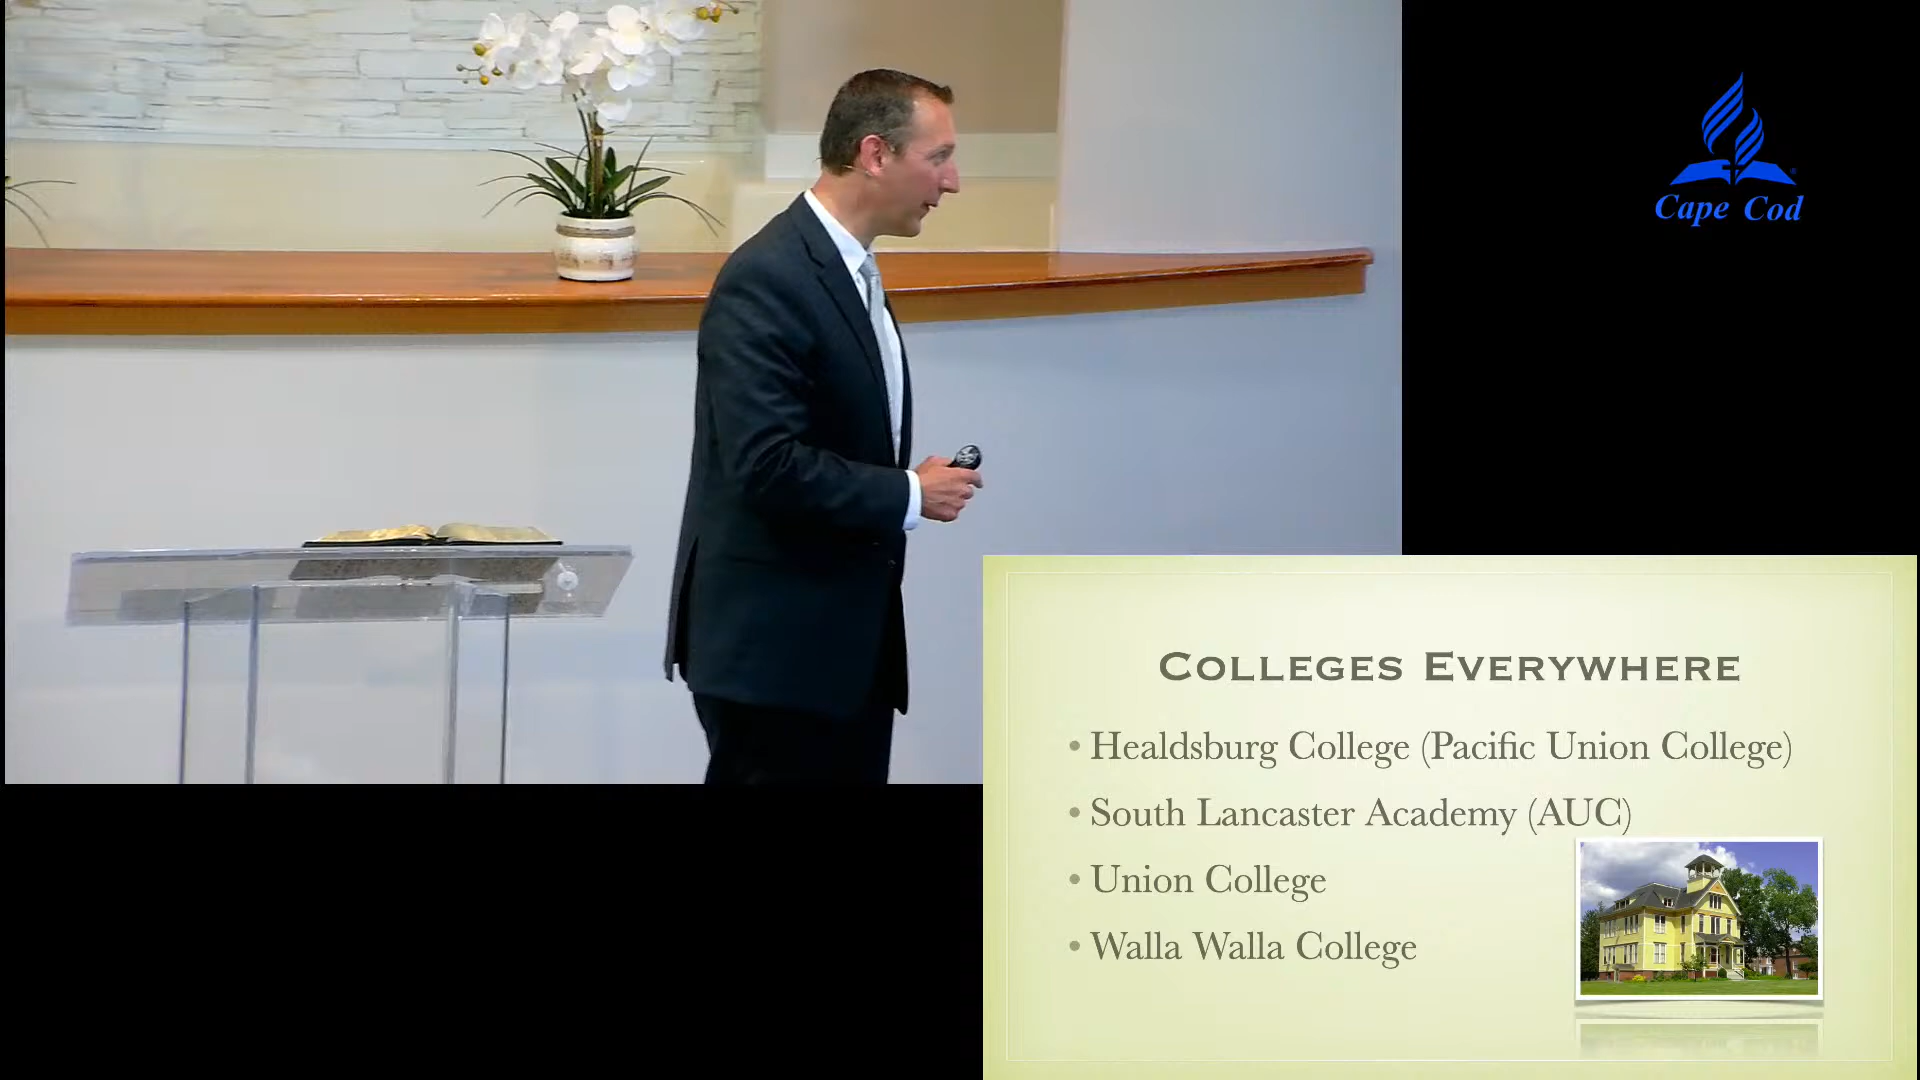 Cape Cod
Colleges Everywhere
• Healdsburg College (Pacific Union College)
• South Lancaster Academy (AUC)
• Union College
• Walla Walla College